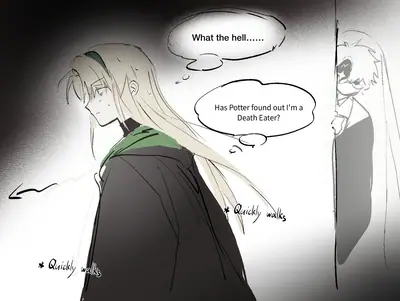 What the hell......
Has Potter found out I'm a
Death Eater?
* Quickly walks
* Quickly walks